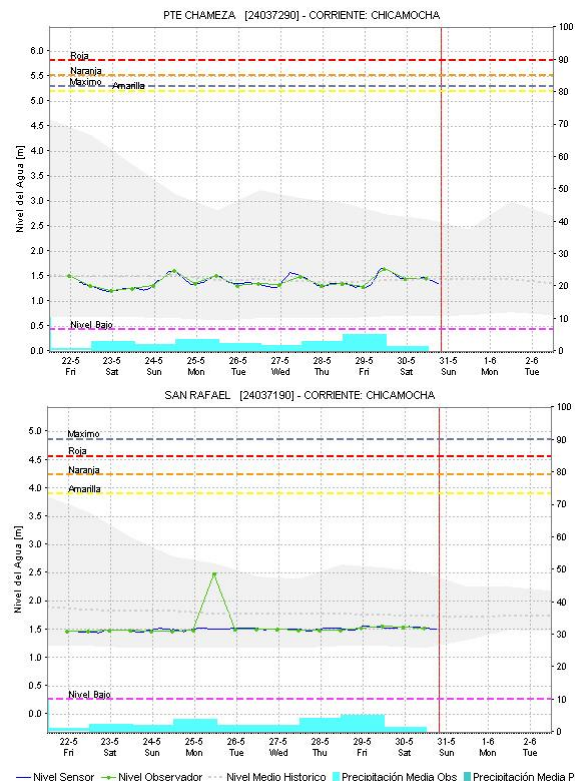 PTE CHAMEZA [24037290] - CORRIENTE: CHICAMOCHA
Nivel del Agua [m]
6.0
5.5
5.0
4.5
4.0
3.5
3.0
2.5
2.0
1.5
1.0
0.5
0.0
Roja
Naranja
Maximo
Amarilla
Nivel Bajo
100
90
80
70
60
50
40
30
20
10
0
22-5 23-5 24-5 25-5 26-5 27-5 28-5 29-5 30-5 31-5 1-6 2-6
Fri Sat Sun Mon Tue Wed Thu Fri Sat Sun Mon Tue
SAN RAFAEL [24037190] - CORRIENTE: CHICAMOCHA
Nivel del Agua [m]
5.0
4.5
4.0
3.5
3.0
2.5
2.0
1.5
1.0
0.5
0.0
Maximo
Roja
Naranja
Amarilla
Nivel Bajo
100
90
80
70
60
50
40
30
20
10
0
22-5 23-5 24-5 25-5 26-5 27-5 28-5 29-5 30-5 31-5 1-6 2-6
Fri Sat Sun Mon Tue Wed Thu Fri Sat Sun Mon Tue
Nivel Sensor Nivel Observador Nivel Medio Historico Precipitación Media Obs Precipitación Media P